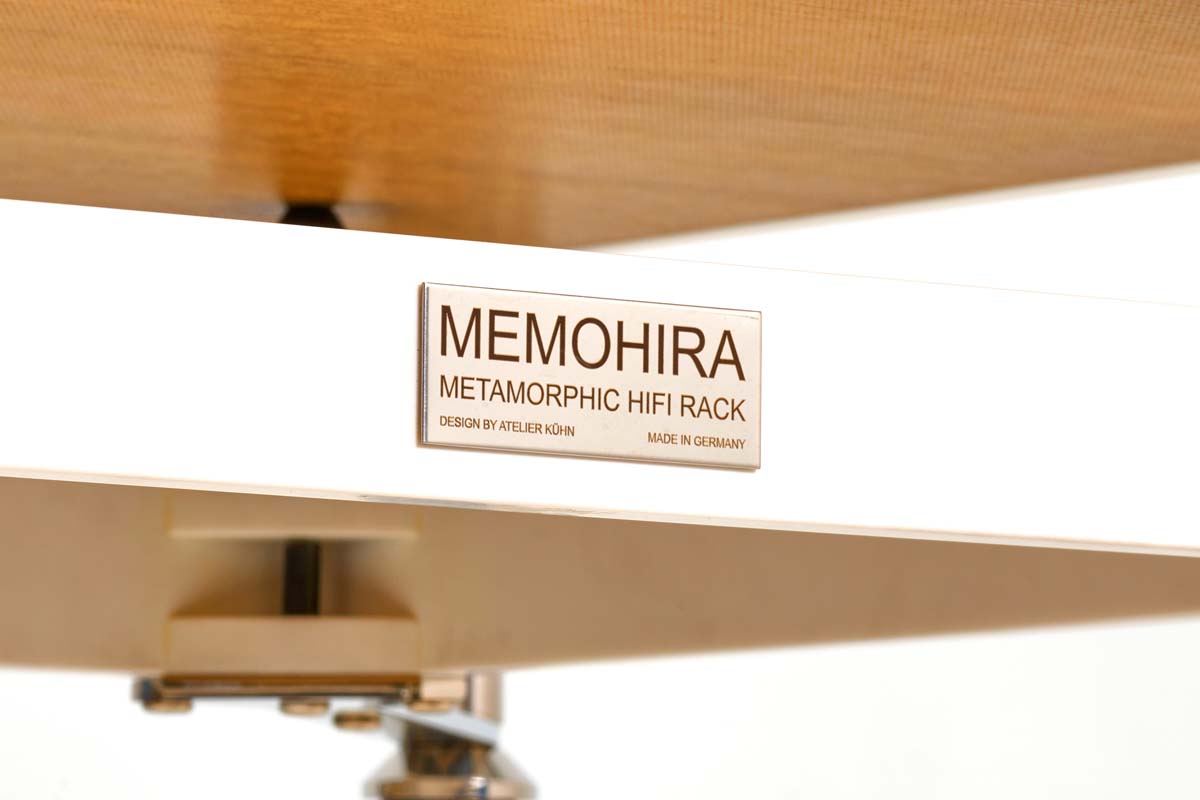 MEMOHIRA
METAMORPHIC HIFI RACK
DESIGN BY ATELIER KÜHN MADE IN GERMANY